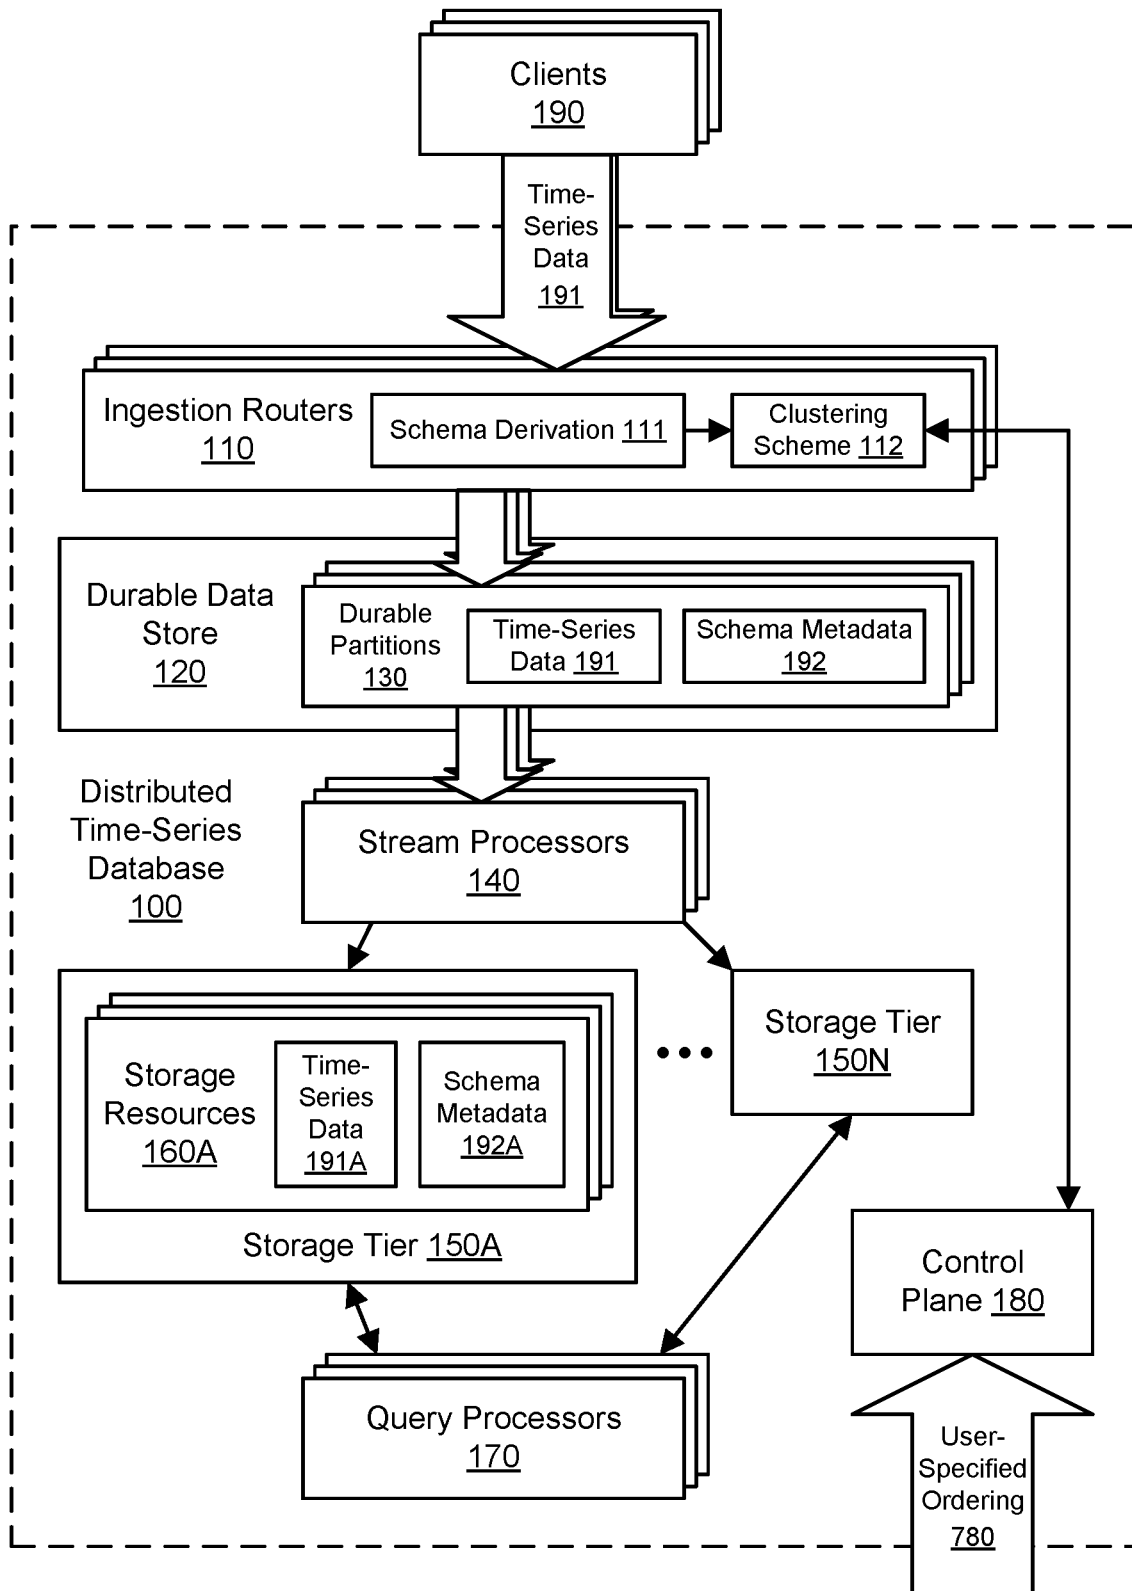 Clients
190
Time-
Series
Data
191
Ingestion Routers
110
Schema Derivation 111
Clustering
Scheme 112
Durable Data
Store
120
Durable
Partitions
130
Time-Series
Data 191
Schema Metadata
192
Distributed
Time-Series
Database
100
Stream Processors
140
Storage
Resources
160A
Time-
Series
Data
191A
Schema
Metadata
192A
Storage Tier 150A
Storage Tier
150N
Control
Plane 180
Query Processors
170
User-
Specified
Ordering
780